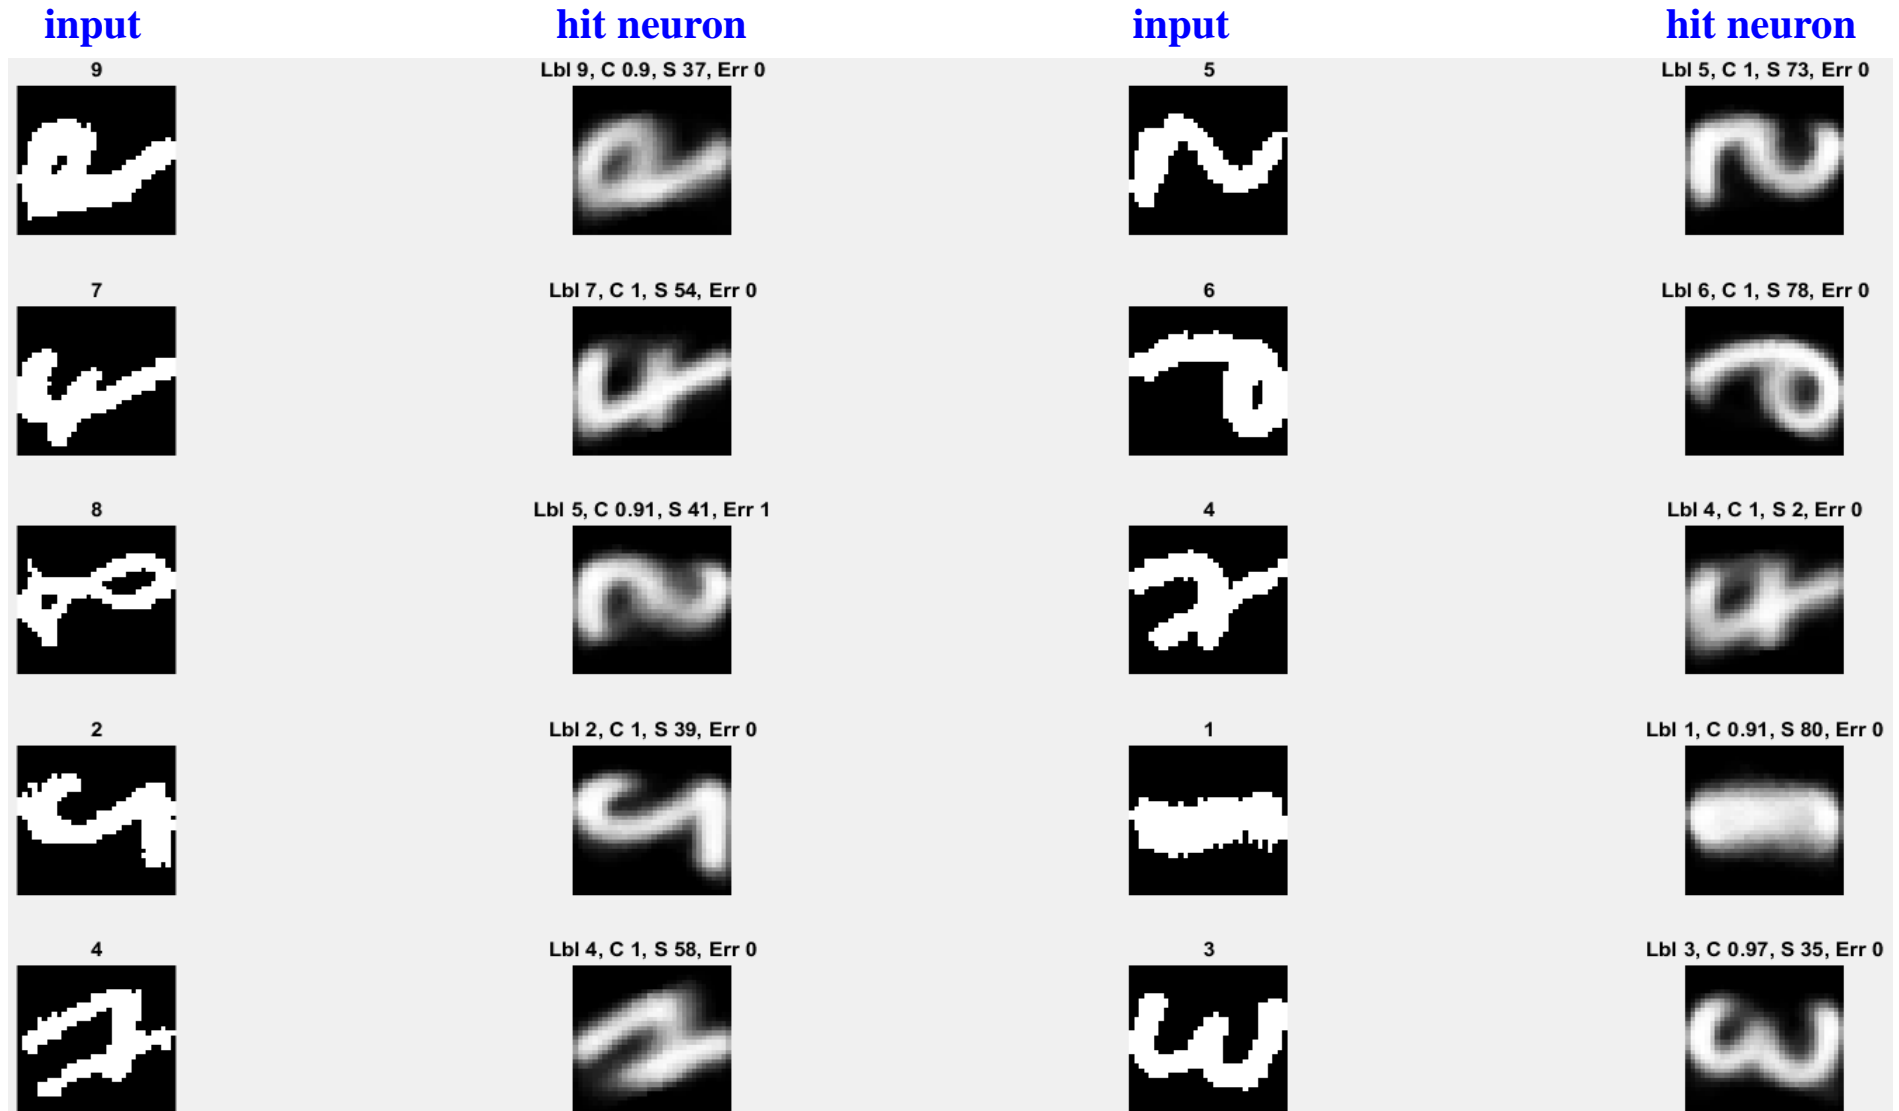 input hit neuron input hit neuron
9 Lbl 9, C 0.9, S 37, Err 0 5 Lbl 5, C 1, S 73, Err 0
7 Lbl 7, C 1, S 54, Err 0 6 Lbl 6, C 1, S 78, Err 0
8 Lbl 5, C 0.91, S 41, Err 1 4 Lbl 4, C 1, S 2, Err 0
2 Lbl 2, C 1, S 39, Err 0 1 Lbl 1, C 0.91, S 80, Err 0
4 Lbl 4, C 1, S 58, Err 0 3 Lbl 3, C 0.97, S 35, Err 0